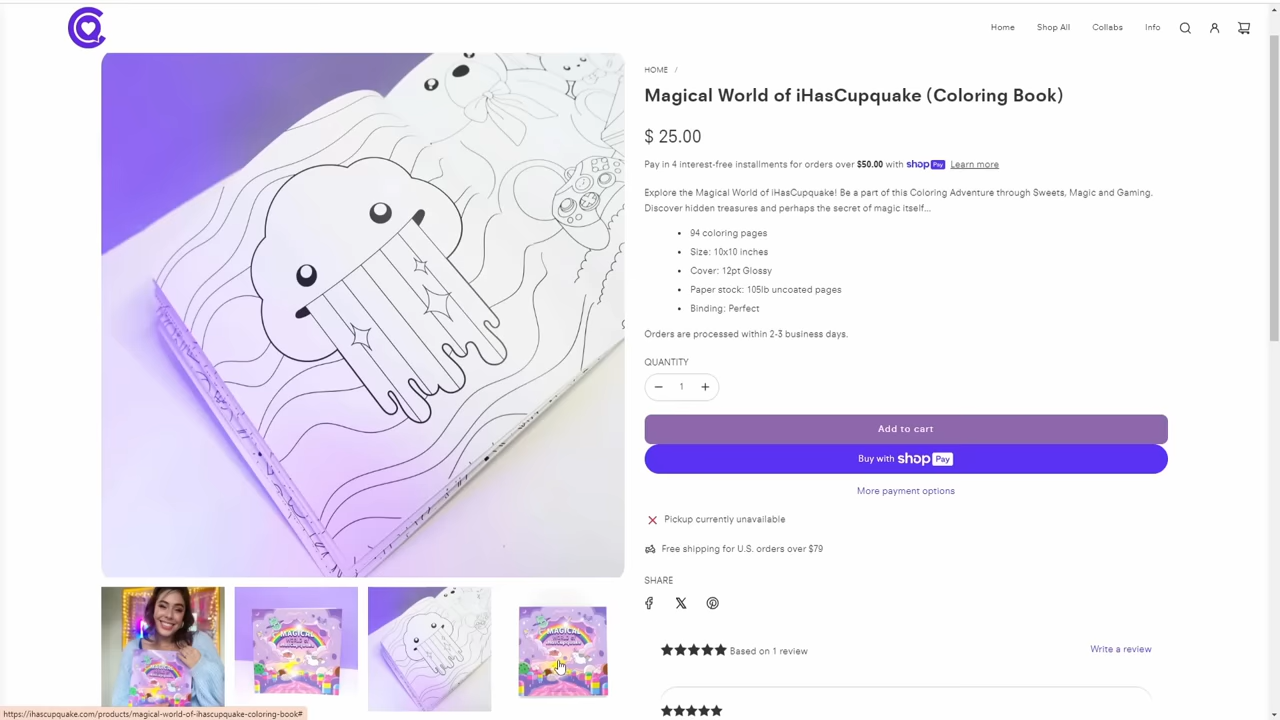 Home
Shop All
Collabs
Info
HOME /
Magical World of iHasCupquake (Coloring Book)
$ 25.00
Pay in 4 interest-free installments for orders over $50.00 with shop Pay Learn more
Explore the Magical World of iHasCupquake! Be a part of this Coloring Adventure through Sweets, Magic and Gaming.
Discover hidden treasures and perhaps the secret of magic itself...
• 94 coloring pages
• Size: 10x10 inches
• Cover: 12pt Glossy
• Paper stock: 105lb uncoated pages
• Binding: Perfect
Orders are processed within 2-3 business days.
QUANTITY
− 1 +
Add to cart
Buy with shop Pay
More payment options
Pickup currently unavailable
Free shipping for U.S. orders over $79
SHARE
Based on 1 review
Write a review
MAGICAL
MAGICAL
https://ihascupquake.com/products/magical-world-of-ihascupquake-coloring-book#